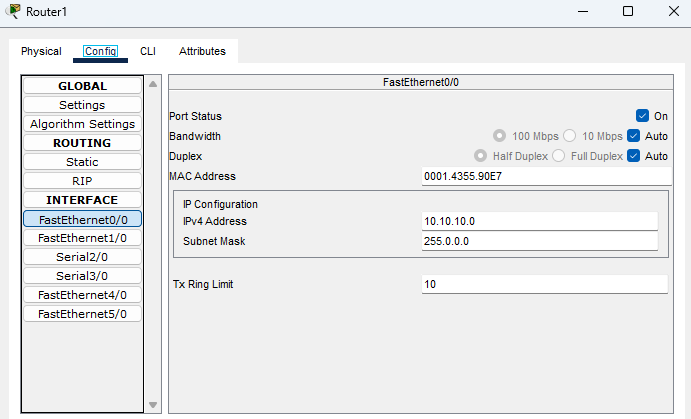 Router1
Physical Config CLI Attributes
GLOBAL
Settings
Algorithm Settings
ROUTING
Static
RIP
INTERFACE
FastEthernet0/0
FastEthernet1/0
Serial2/0
Serial3/0
FastEthernet4/0
FastEthernet5/0
FastEthernet0/0
Port Status On
Bandwidth 100 Mbps 10 Mbps Auto
Duplex Half Duplex Full Duplex Auto
MAC Address 0001.4355.90E7
IP Configuration
IPv4 Address 10.10.10.0
Subnet Mask 255.0.0.0
Tx Ring Limit 10